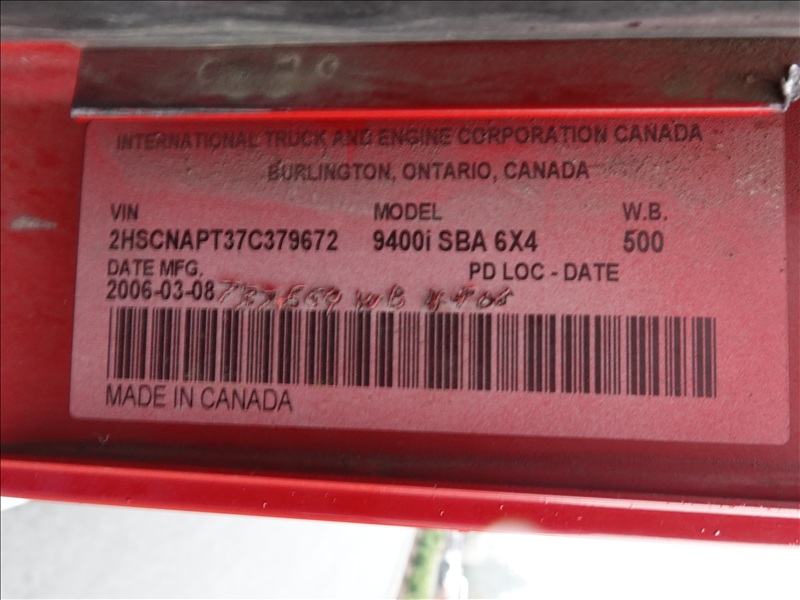 INTERNATIONAL TRUCK AND ENGINE CORPORATION CANADA
BURLINGTON, ONTARIO, CANADA
VIN MODEL W.B.
2HSCNAPT37C379672 9400i SBA 6X4 500
DATE MFG. PD LOC - DATE
2006-03-08
MADE IN CANADA